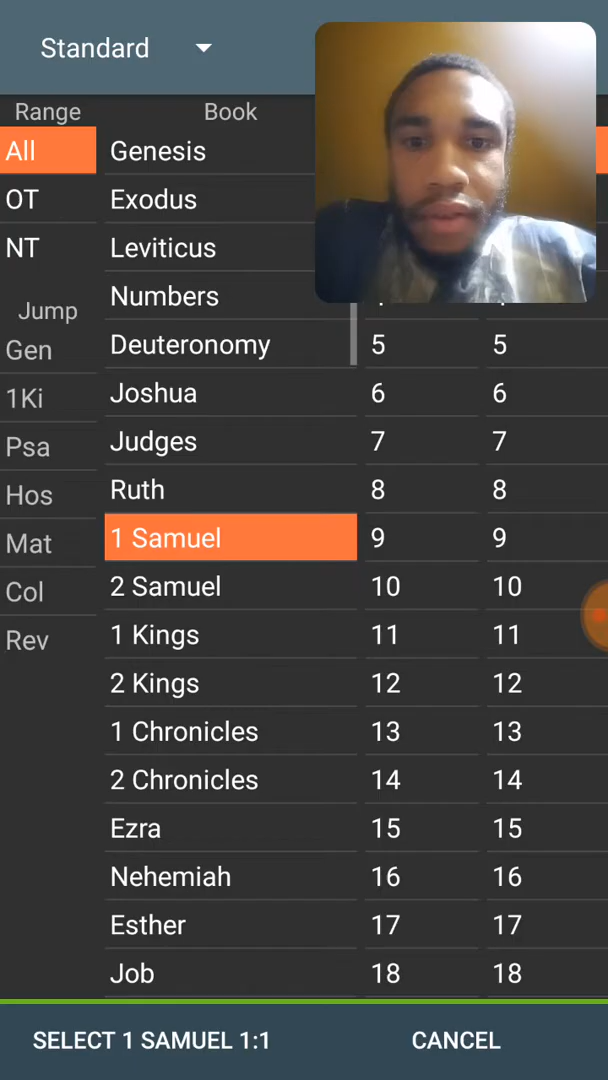 Standard
Range Book
All Genesis
OT Exodus
NT Leviticus
Numbers
Jump
Deuteronomy 5 5
Gen
Joshua 6 6
1Ki
Judges 7 7
Psa
Ruth 8 8
Hos
1 Samuel 9 9
Mat
2 Samuel 10 10
Col
1 Kings 11 11
Rev
2 Kings 12 12
1 Chronicles 13 13
2 Chronicles 14 14
Ezra 15 15
Nehemiah 16 16
Esther 17 17
Job 18 18
SELECT 1 SAMUEL 1:1 CANCEL